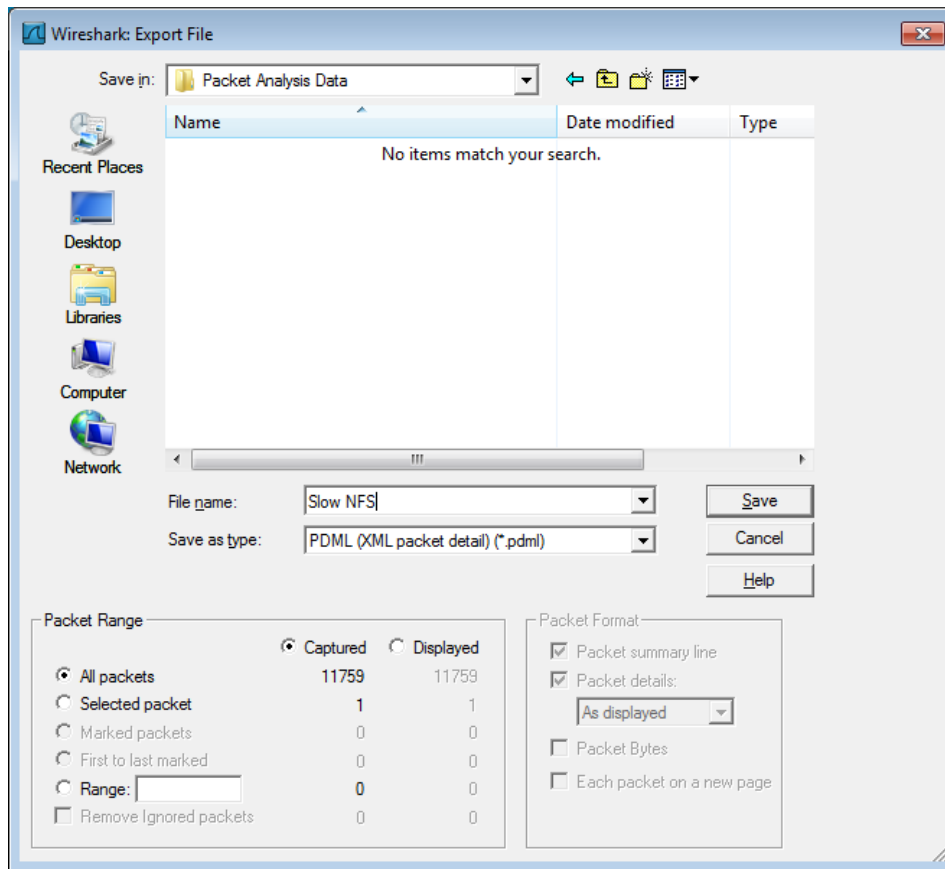 Wireshark: Export File
Save in: Packet Analysis Data
Name Date modified Type
No items match your search.
Recent Places
Desktop
Libraries
Computer
Network
File name: Slow NFS Save
Save as type: PDML (XML packet detail) (*.pdml) Cancel
Help
Packet Range Packet Format
Captured Displayed Packet summary line
All packets 11759 11759 Packet details:
Selected packet 1 1 As displayed
Marked packets 0 0 Packet Bytes
First to last marked 0 0 Each packet on a new page
Range: 0 0
Remove Ignored packets 0 0